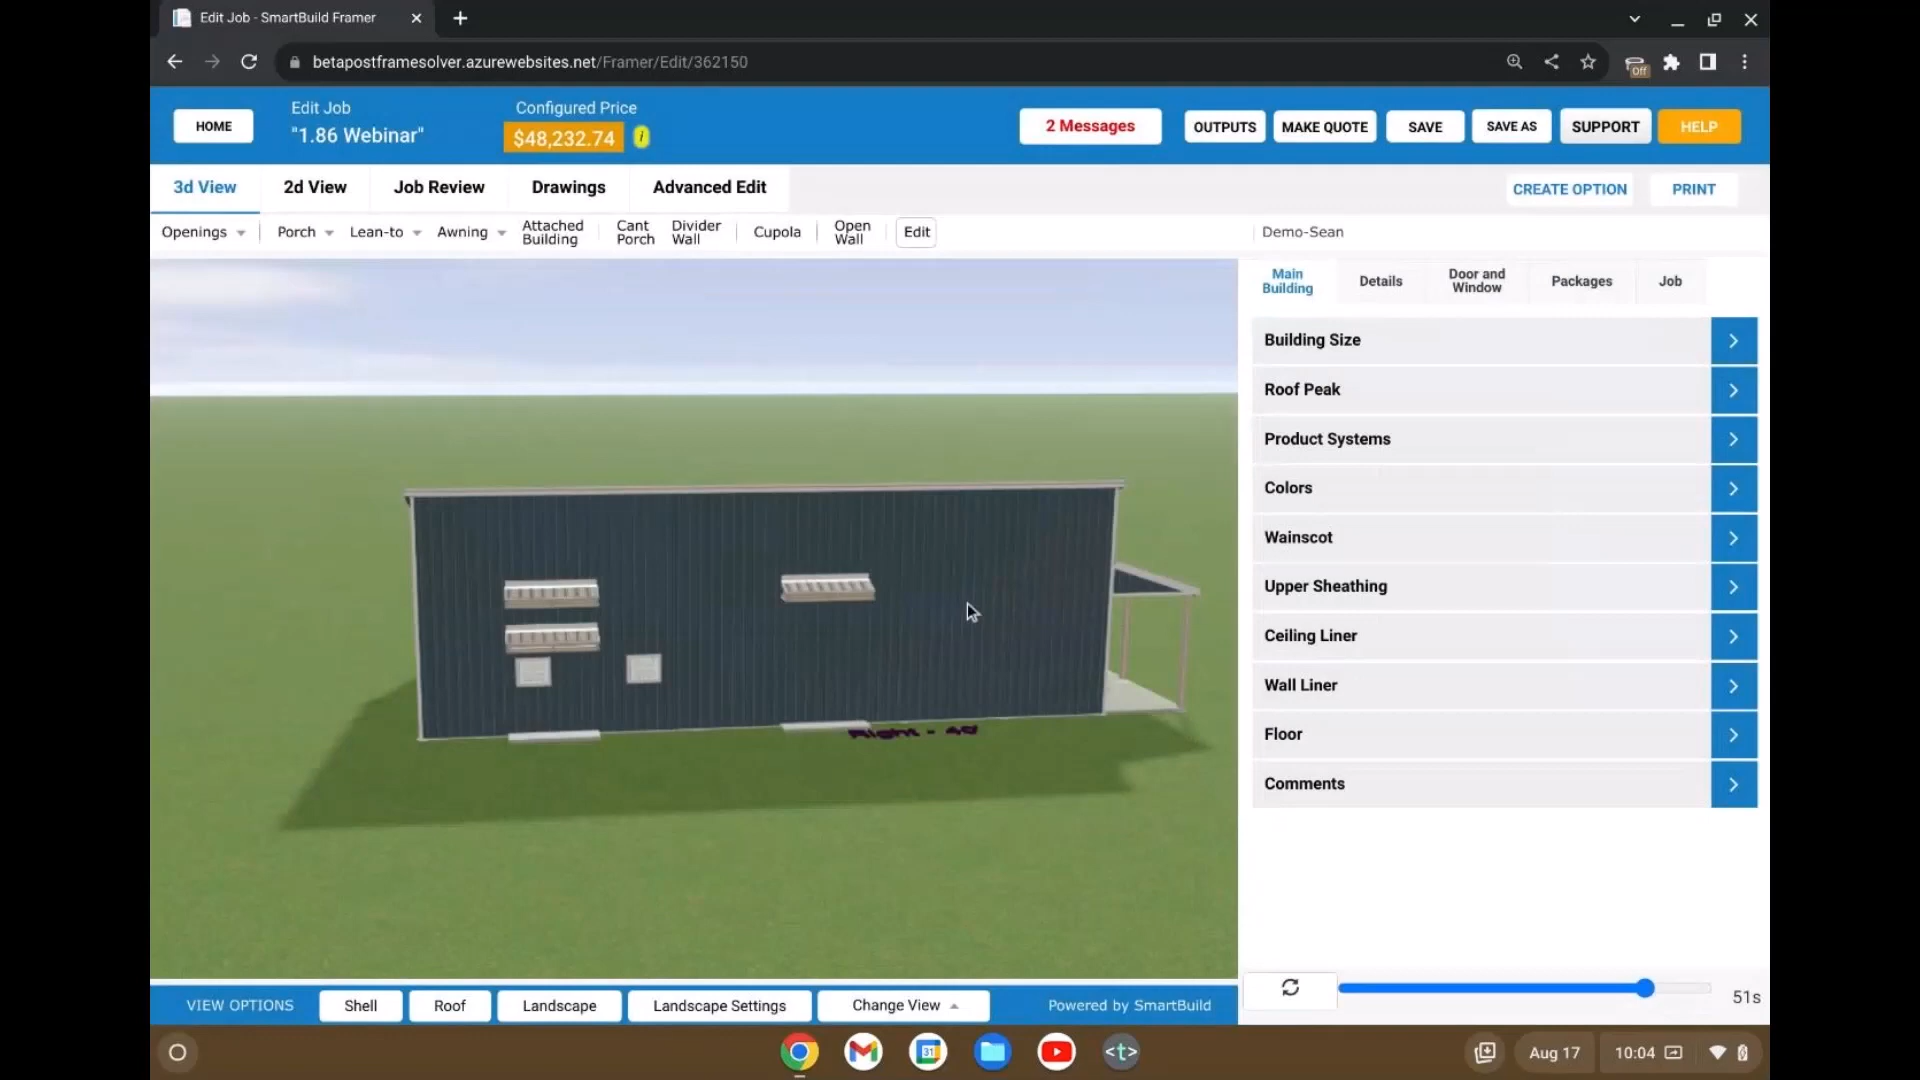 Edit Job - SmartBuild Framer
betapostframesolver.azurewebsites.net/Framer/Edit/362150
Off
HOME
Edit Job
"1.86 Webinar"
Configured Price
$48,232.74
i
2 Messages
OUTPUTS
MAKE QUOTE
SAVE
SAVE AS
SUPPORT
HELP
3d View
2d View
Job Review
Drawings
Advanced Edit
CREATE OPTION
PRINT
Openings
Porch
Lean-to
Awning
Attached
Building
Cant
Porch
Divider
Wall
Cupola
Open
Wall
Edit
Demo-Sean
Main
Building
Details
Door and
Window
Packages
Job
Building Size
Roof Peak
Product Systems
Colors
Wainscot
Upper Sheathing
Ceiling Liner
Wall Liner
Floor
Comments
Right - 40'
51s
VIEW OPTIONS
Shell
Roof
Landscape
Landscape Settings
Change View
Powered by SmartBuild
31
<t>
Aug 17
10:04